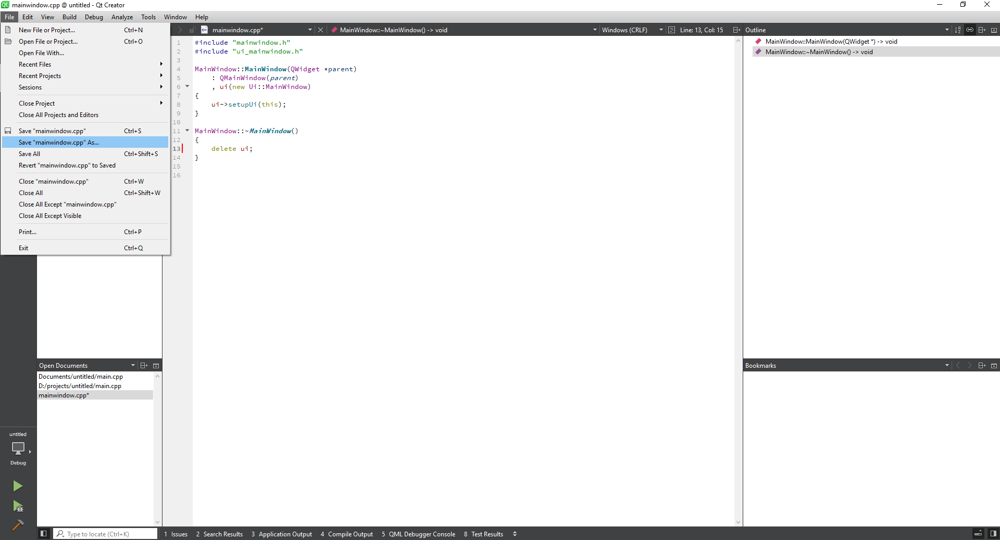 mainwindow.cpp @ untitled - Qt Creator
File Edit View Build Debug Analyze Tools Window Help
New File or Project... Ctrl+N
Open File or Project... Ctrl+O
Open File With...
Recent Files
Recent Projects
Sessions
Close Project
Close All Projects and Editors
Save "mainwindow.cpp" Ctrl+S
Save "mainwindow.cpp" As...
Save All Ctrl+Shift+S
Revert "mainwindow.cpp" to Saved
Close "mainwindow.cpp" Ctrl+W
Close All Ctrl+Shift+W
Close All Except "mainwindow.cpp"
Close All Except Visible
Print... Ctrl+P
Exit Ctrl+Q
mainwindow.cpp* MainWindow::~MainWindow() -> void Windows (CRLF) Line: 13, Col: 15
1 #include "mainwindow.h"
2 #include "ui_mainwindow.h"
3
4 MainWindow::MainWindow(QWidget *parent)
5 : QMainWindow(parent)
6 , ui(new Ui::MainWindow)
7 {
8 ui->setupUi(this);
9 }
10
11 MainWindow::~MainWindow()
12 {
13 delete ui;
14 }
15
16
Outline
MainWindow::MainWindow(QWidget *) -> void
MainWindow::~MainWindow() -> void
Open Documents
Documents/untitled/main.cpp
D:/projects/untitled/main.cpp
mainwindow.cpp*
Bookmarks
untitled
Debug
Type to locate (Ctrl+K) 1 Issues 2 Search Results 3 Application Output 4 Compile Output 5 QML Debugger Console 8 Test Results